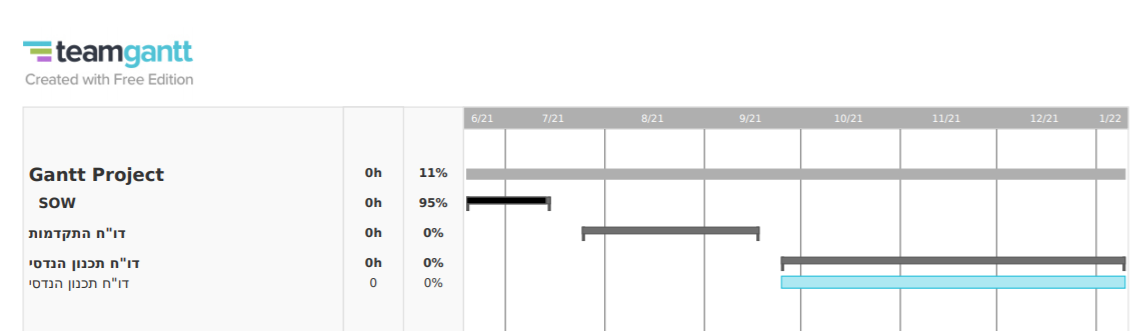 teamgantt
Created with Free Edition
6/21 7/21 8/21 9/21 10/21 11/21 12/21 1/22
Gantt Project 0h 11%
SOW 0h 95%
דו"ח התקדמות 0h 0%
דו"ח תכנון הנדסי 0h 0%
דו"ח תכנון הנדסי 0 0%